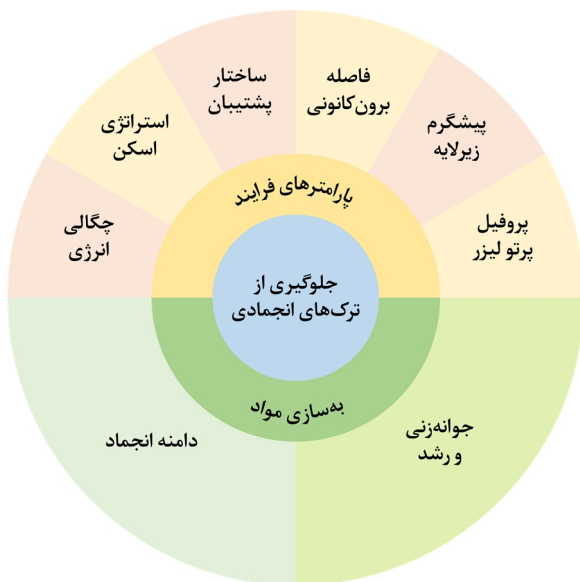 ساختار
پشتیبان
فاصله
برون‌کانونی
استراتژی
اسکن
پیشگرم
زیرلایه
چگالی
انرژی
پروفیل
پرتو لیزر
پارامترهای فرایند
جلوگیری از
ترک‌های انجمادی
به‌سازی مواد
دامنه انجماد
جوانه‌زنی
و رشد